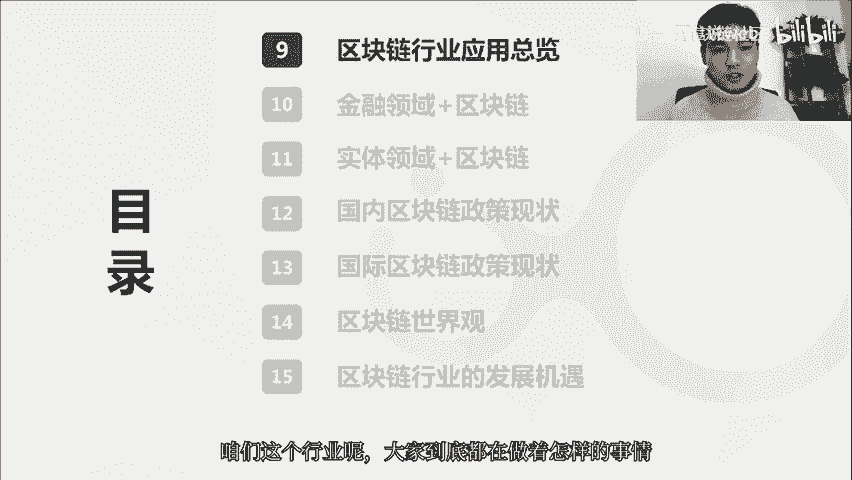 bilibili
9 区块链行业应用总览
10 金融领域+区块链
11 实体领域+区块链
12 国内区块链政策现状
13 国际区块链政策现状
14 区块链世界观
15 区块链行业的发展机遇
目录
咱们这个行业呢，大家到底都在做着怎样的事情